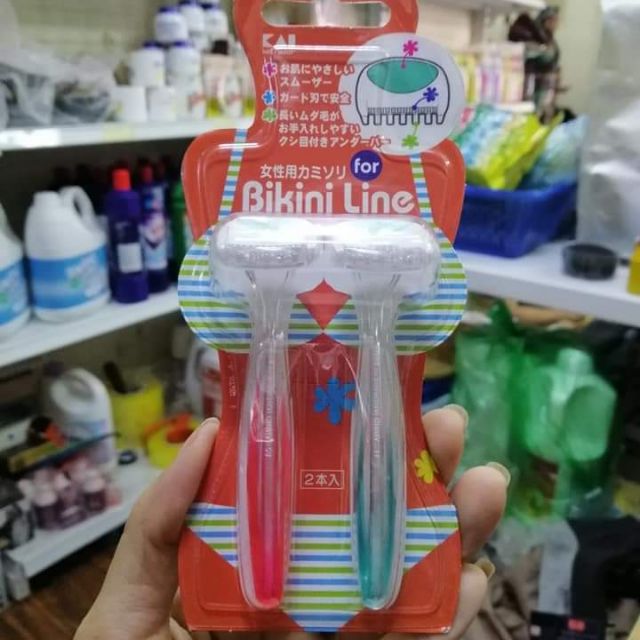 KAI
お肌にやさしい
スムーザー
ガード刃で安全
長いムダ毛が
お手入れしやすい
クシ目付きアンダーバー
女性用カミソリ for
Bikini Line
2本入